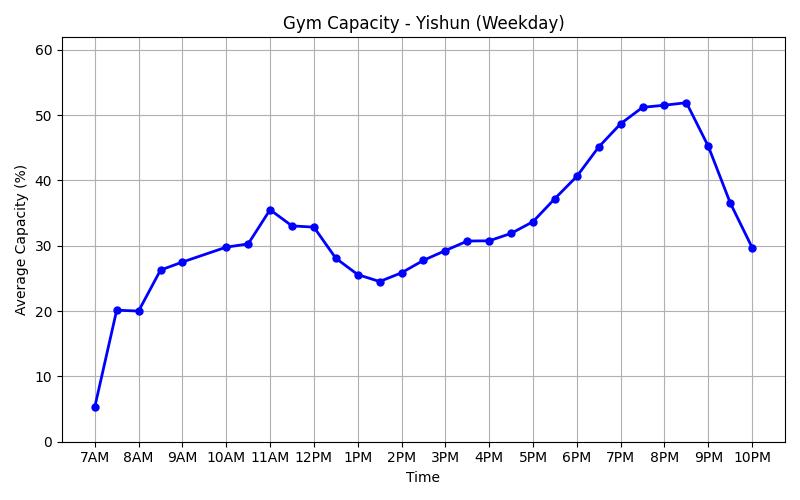 Gym Capacity - Yishun (Weekday)
Average Capacity (%)
60
50
40
30
20
10
0
7AM 8AM 9AM 10AM 11AM 12PM 1PM 2PM 3PM 4PM 5PM 6PM 7PM 8PM 9PM 10PM
Time